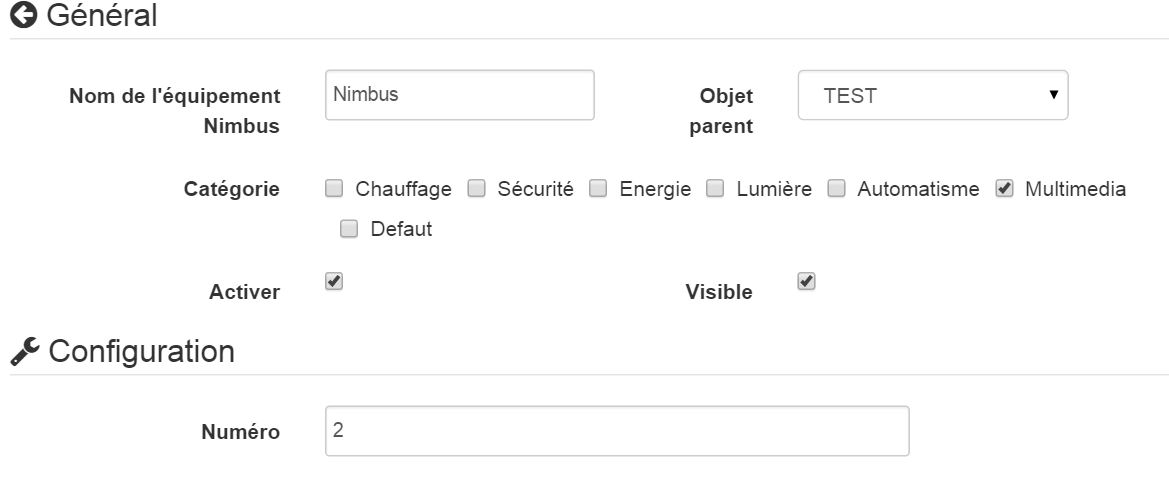 Général
Nom de l'équipement Nimbus
Nimbus
Objet parent
TEST
Catégorie
Chauffage Sécurité Energie Lumière Automatisme Multimedia
Defaut
Activer
Visible
Configuration
Numéro
2